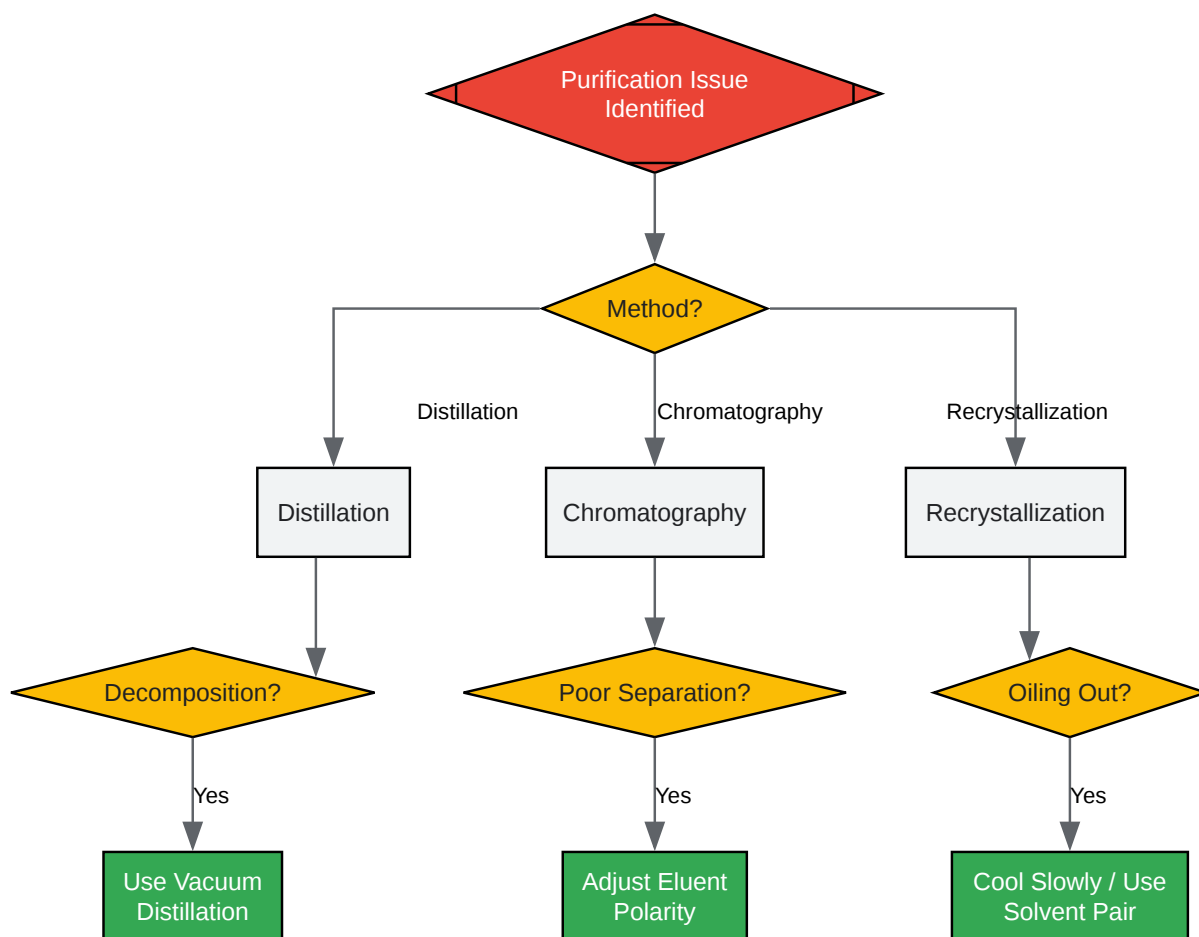 Purification Issue
Identified
Method?
Distillation
Chromatography
Recrystallization
Distillation
Chromatography
Recrystallization
Decomposition?
Poor Separation?
Oiling Out?
Yes
Yes
Yes
Use Vacuum
Distillation
Adjust Eluent
Polarity
Cool Slowly / Use
Solvent Pair